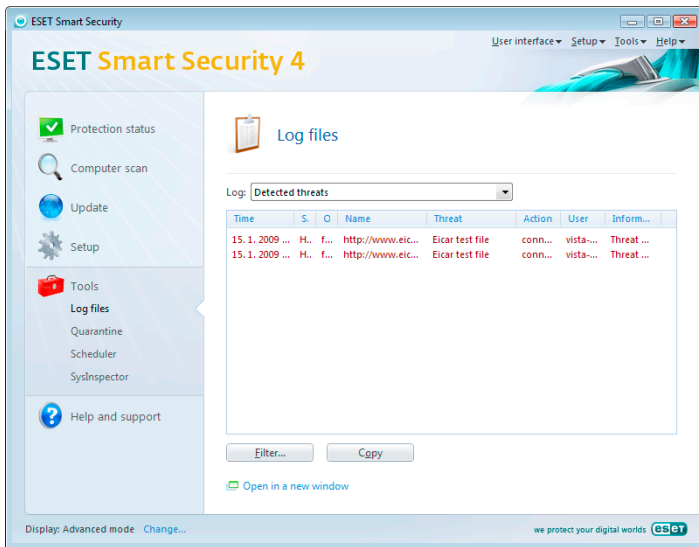 ESET Smart Security
User interface Setup Tools Help
ESET Smart Security 4
Protection status
Computer scan
Update
Setup
Tools
Log files
Quarantine
Scheduler
SysInspector
Help and support
Log files
Log: Detected threats
Time S. O Name Threat Action User Inform...
15. 1. 2009 ... H.. f... http://www.eic... Eicar test file conn... vista-... Threat ...
15. 1. 2009 ... H.. f... http://www.eic... Eicar test file conn... vista-... Threat ...
Filter... Copy
Open in a new window
Display: Advanced mode Change...
we protect your digital worlds eseT